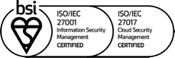 bsi.
ISO/IEC
27001
Information Security
Management
CERTIFIED
ISO/IEC
27017
Cloud Security
Management
CERTIFIED